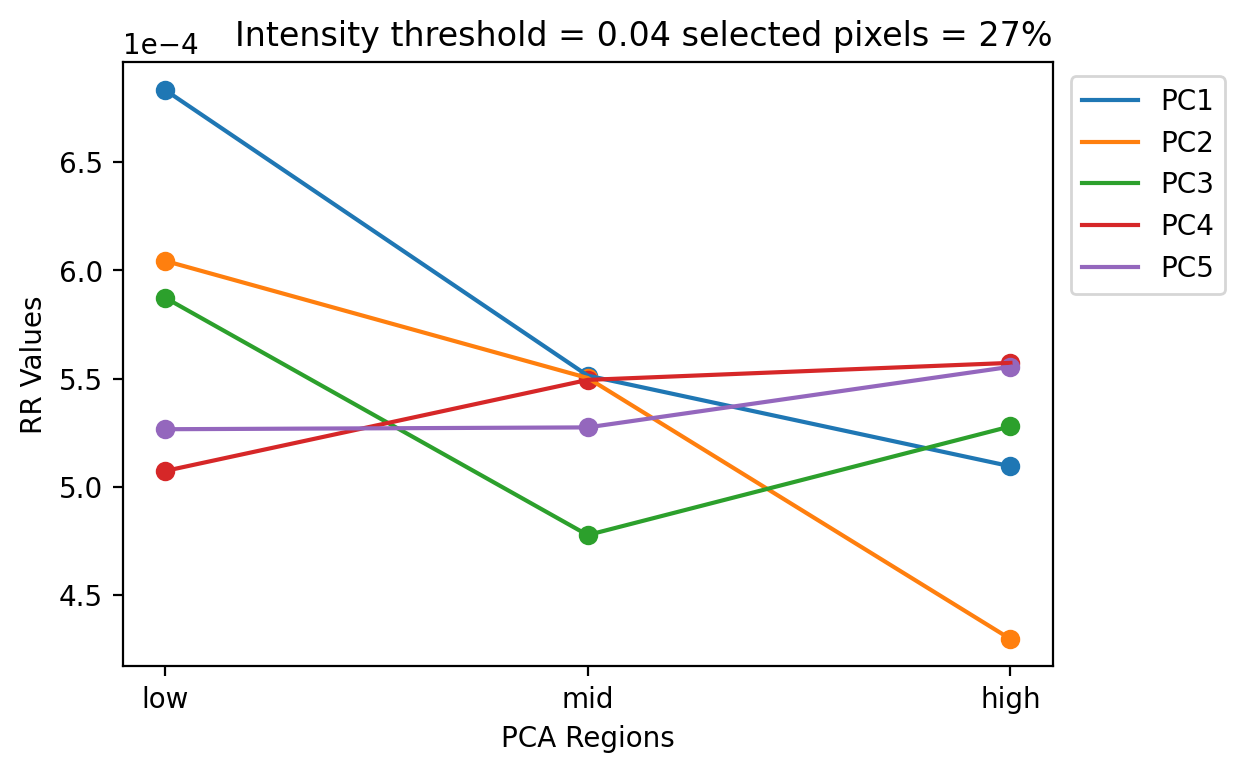 Intensity threshold = 0.04 selected pixels = 27%
1e−4
6.5
6.0
5.5
5.0
4.5
RR Values
low
mid
high
PCA Regions
PC1
PC2
PC3
PC4
PC5